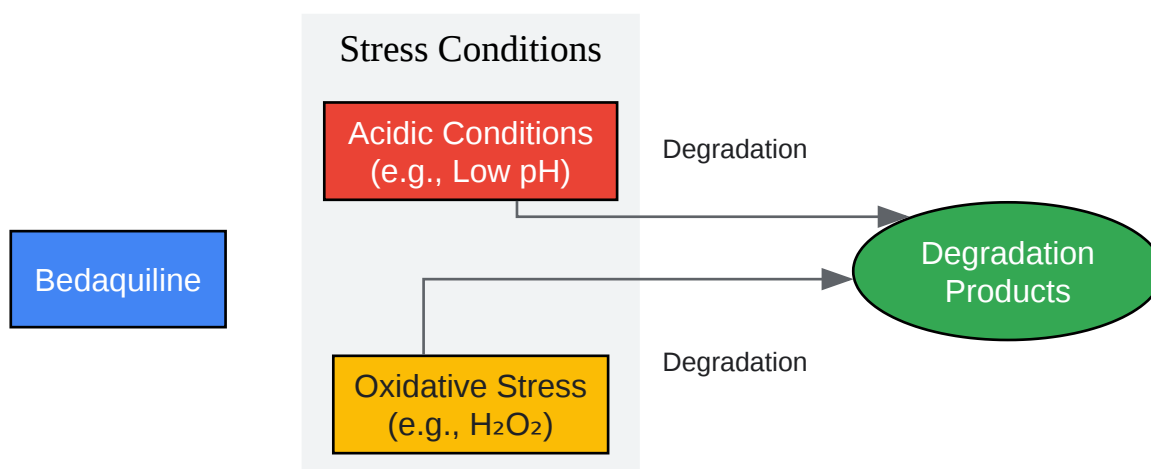 Stress Conditions
Acidic Conditions
(e.g., Low pH)
Degradation
Bedaquiline
Degradation
Products
Oxidative Stress
(e.g., H₂O₂)
Degradation